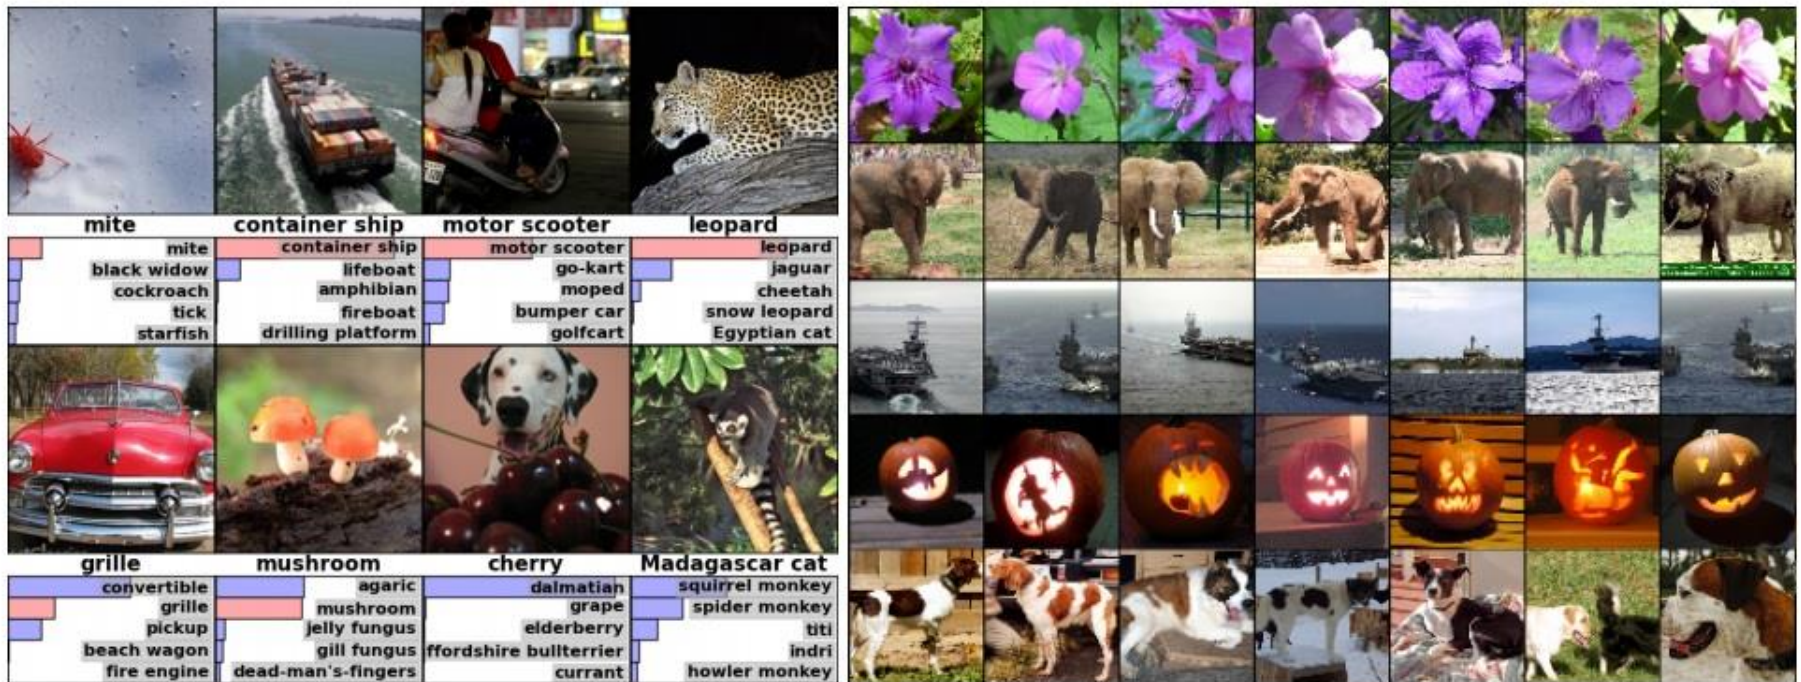 mite container ship motor scooter leopard
mite
black widow
cockroach
tick
starfish
container ship
lifeboat
amphibian
fireboat
drilling platform
motor scooter
go-kart
moped
bumper car
golfcart
leopard
jaguar
cheetah
snow leopard
Egyptian cat
grille mushroom cherry Madagascar cat
convertible
grille
pickup
beach wagon
fire engine
agaric
mushroom
jelly fungus
gill fungus
dead-man's-fingers
dalmatian
grape
elderberry
ffordshire bullterrier
currant
squirrel monkey
spider monkey
titi
indri
howler monkey